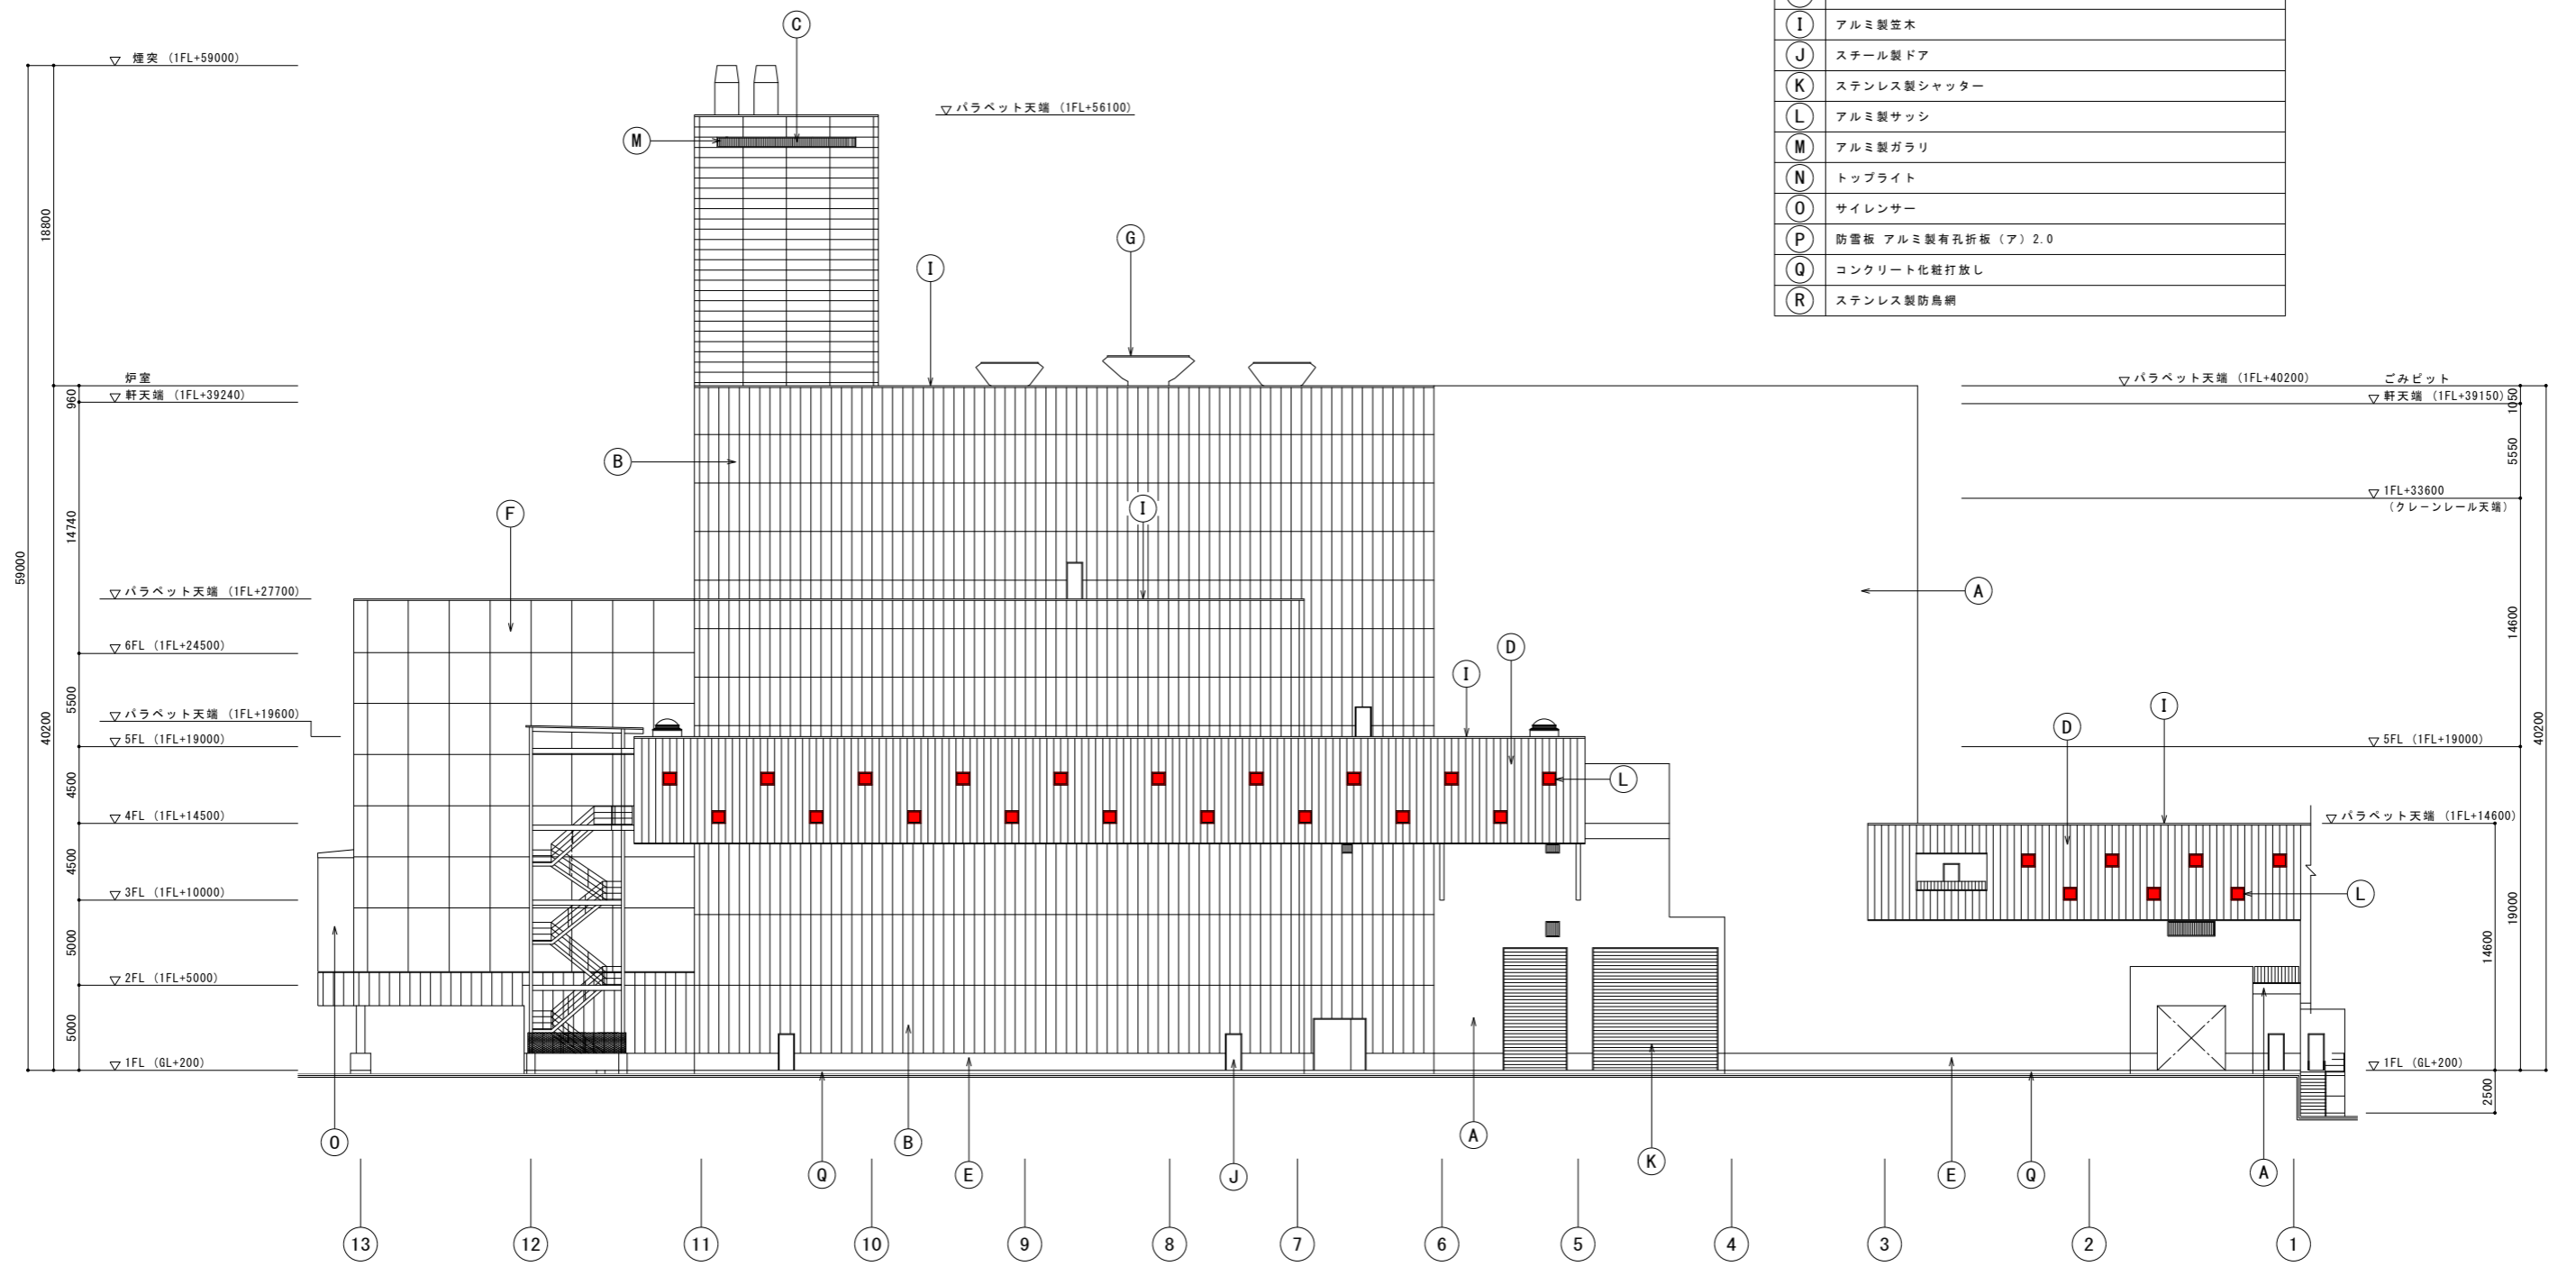 C
煙突 (1FL+59000)
パラペット天端 (1FL+56100)
M
18800
G
I
I アルミ製笠木
J スチール製ドア
K ステンレス製シャッター
L アルミ製サッシ
M アルミ製ガラリ
N トップライト
O サイレンサー
P 防雪板 アルミ製有孔折板（ア）2.0
Q コンクリート化粧打放し
R ステンレス製防鳥網
炉室
960
軒天端 (1FL+39240)
B
F
I
14740
59000
パラペット天端 (1FL+27700)
6FL (1FL+24500)
5500
パラペット天端 (1FL+19600)
40200
5FL (1FL+19000)
4500
4FL (1FL+14500)
4500
3FL (1FL+10000)
5000
2FL (1FL+5000)
5000
1FL (GL+200)
I
D
L
パラペット天端 (1FL+40200)
ごみピット
軒天端 (1FL+39150)
1050
5550
1FL+33600
(クレーンレール天端)
A
14600
I
D
40200
5FL (1FL+19000)
パラペット天端 (1FL+14600)
L
19000
14600
1FL (GL+200)
2500
O
Q
B
E
J
A
K
E
Q
A
13
12
11
10
9
8
7
6
5
4
3
2
1